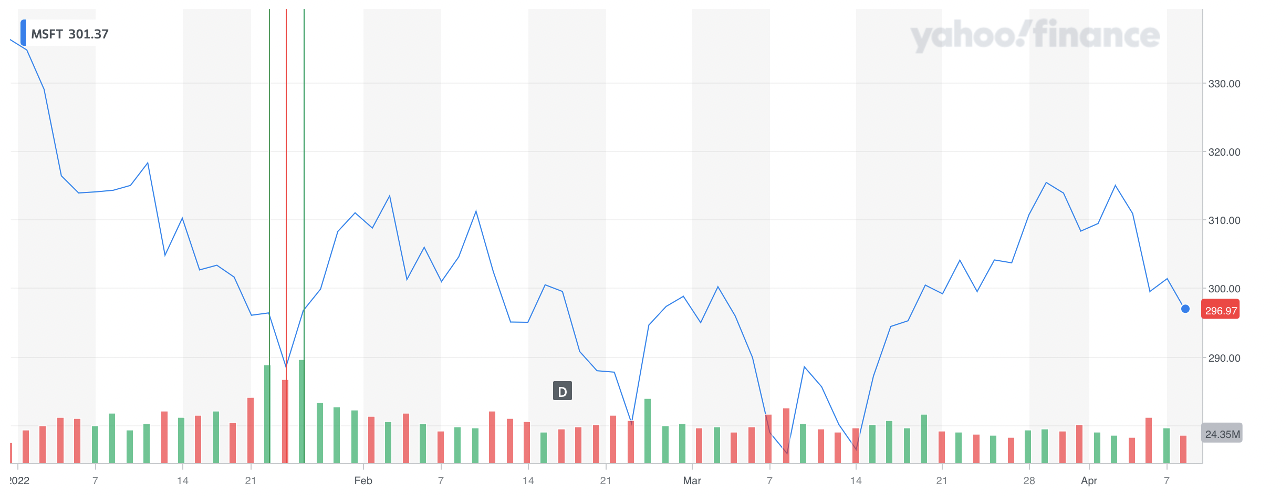 MSFT 301.37
yahoo!finance
330.00
320.00
310.00
300.00
296.97
290.00
D
24.35M
2022 7 14 21 Feb 7 14 21 Mar 7 14 21 28 Apr 7